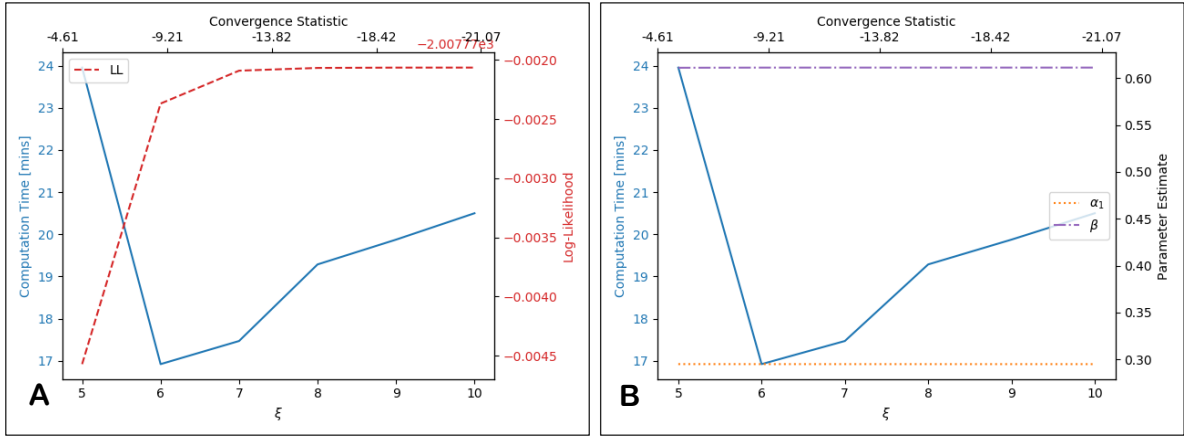 Convergence Statistic
-4.61 -9.21 -13.82 -18.42 -21.07
−2.00777e3
LL
24
23
22
21
20
19
18
17
Computation Time [mins]
−0.0020
−0.0025
−0.0030
−0.0035
−0.0040
−0.0045
Log-Likelihood
5 6 7 8 9 10
ξ
A
Convergence Statistic
-4.61 -9.21 -13.82 -18.42 -21.07
24
23
22
21
20
19
18
17
Computation Time [mins]
α1
β
0.60
0.55
0.50
0.45
0.40
0.35
0.30
Parameter Estimate
5 6 7 8 9 10
ξ
B